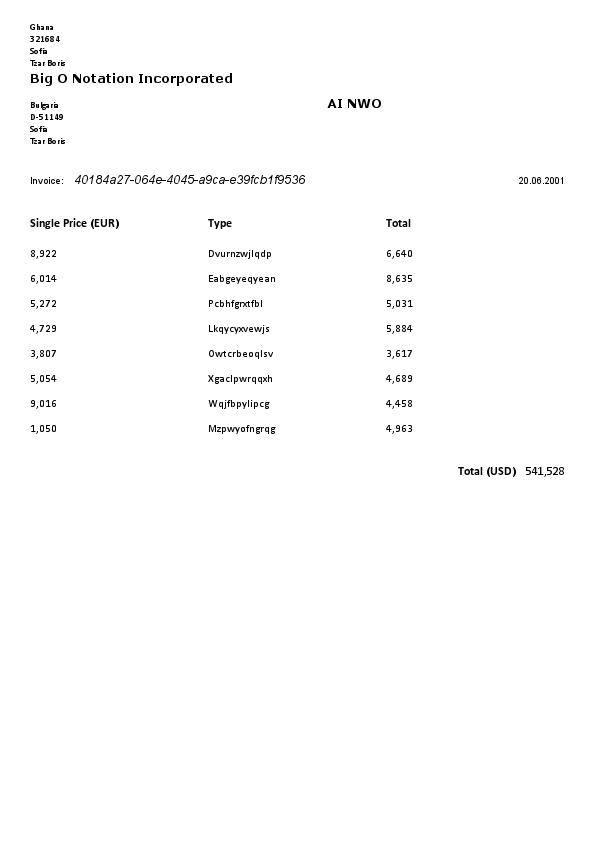 Ghana
321684
Sofia
Tzar Boris
Big O Notation Incorporated
AI NWO
Bulgaria
D-51149
Sofia
Tzar Boris
Invoice: 40184a27-064e-4045-a9ca-e39fcb1f9536 20.06.2001
Single Price (EUR) Type Total
8,922 Dvurnzwjlqdp 6,640
6,014 Eabgeyeqyean 8,635
5,272 Pcbhfgrxtfbl 5,031
4,729 Lkqycyxvewjs 5,884
3,807 Owtcrbeoqlsv 3,617
5,054 Xgaclpwrqqxh 4,689
9,016 Wqjfbpylipcg 4,458
1,050 Mzpwyofngrqg 4,963
Total (USD) 541,528